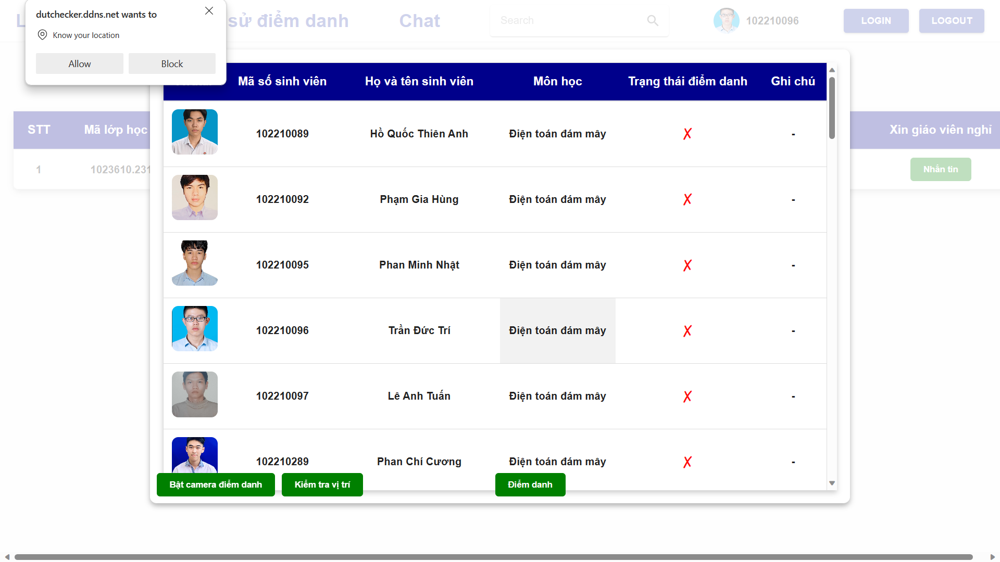 dutchecker.ddns.net wants to
Know your location
Allow
Block
L
sử điểm danh
Chat
Search
102210096
LOGIN
LOGOUT
Mã số sinh viên
Họ và tên sinh viên
Môn học
Trạng thái điểm danh
Ghi chú
STT
Mã lớp học
Xin giáo viên nghỉ
1
1023610.231
Nhắn tin
102210089
Hồ Quốc Thiên Anh
Điện toán đám mây
✗
-
102210092
Phạm Gia Hùng
Điện toán đám mây
✗
-
102210095
Phan Minh Nhật
Điện toán đám mây
✗
-
102210096
Trần Đức Trí
Điện toán đám mây
✗
-
102210097
Lê Anh Tuấn
Điện toán đám mây
✗
-
102210289
Phan Chí Cương
Điện toán đám mây
✗
-
Bật camera điểm danh
Kiểm tra vị trí
Điểm danh